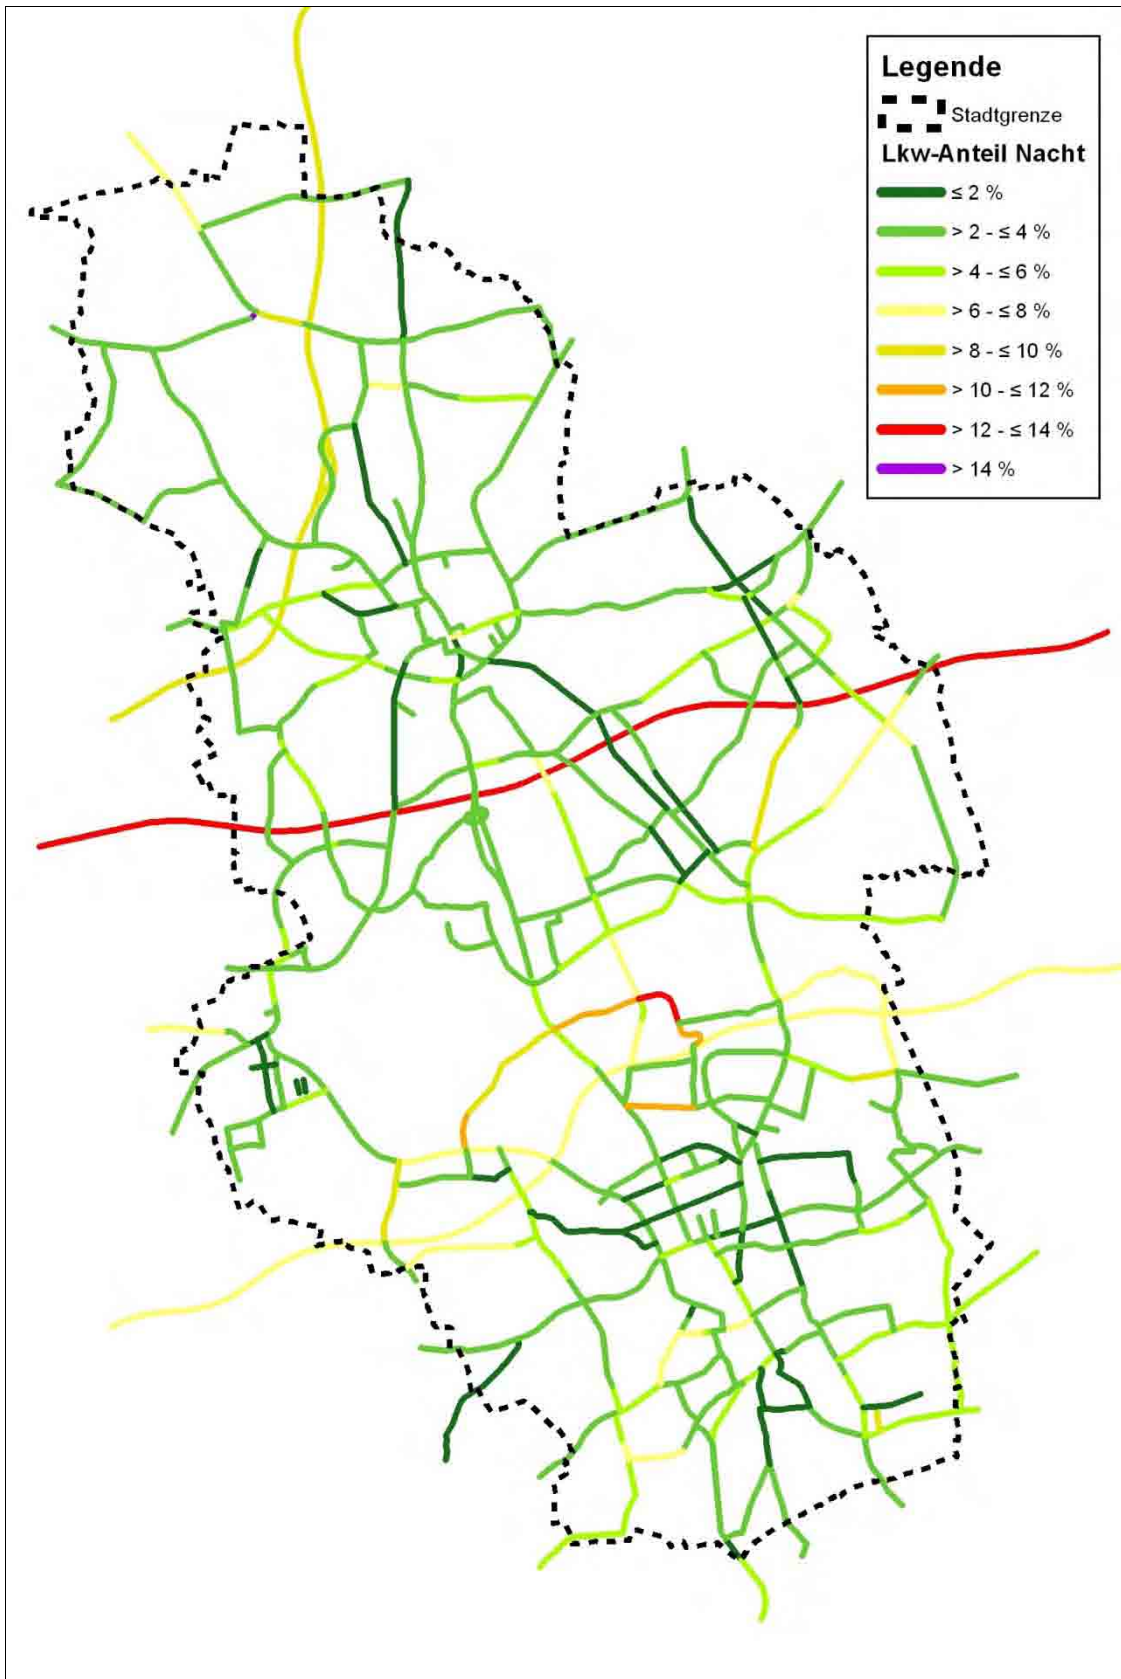 Legende
Stadtgrenze
Lkw-Anteil Nacht
≤ 2 %
> 2 - ≤ 4 %
> 4 - ≤ 6 %
> 6 - ≤ 8 %
> 8 - ≤ 10 %
> 10 - ≤ 12 %
> 12 - ≤ 14 %
> 14 %